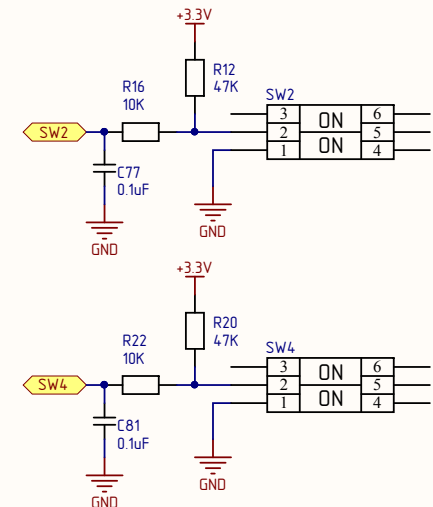 +3.3V
R12
47K
R16
10K
SW2
SW2
3 ON 6
2 5
1 ON 4
C77
0.1uF
GND
GND
+3.3V
R20
47K
R22
10K
SW4
SW4
3 ON 6
2 5
1 ON 4
C81
0.1uF
GND
GND